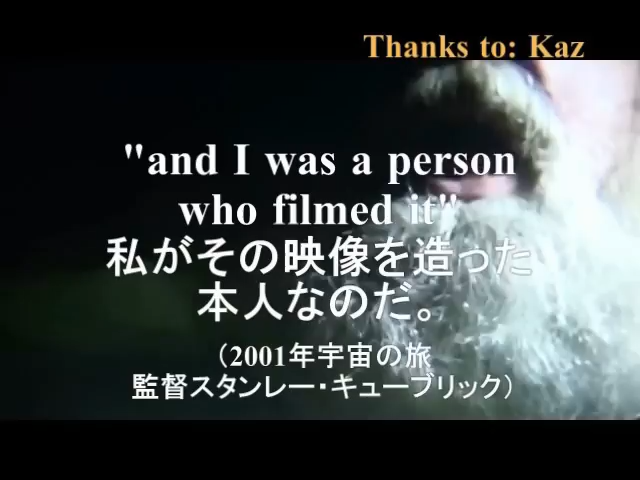 Thanks to: Kaz
"and I was a person
who filmed it"
私がその映像を造った
本人なのだ。
（2001年宇宙の旅
監督スタンレー・キューブリック）